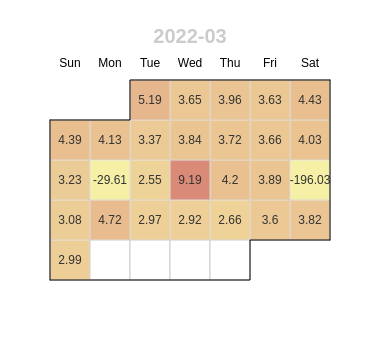 2022-03
Sun Mon Tue Wed Thu Fri Sat
5.19 3.65 3.96 3.63 4.43
4.39 4.13 3.37 3.84 3.72 3.66 4.03
3.23 -29.61 2.55 9.19 4.2 3.89 -196.03
3.08 4.72 2.97 2.92 2.66 3.6 3.82
2.99